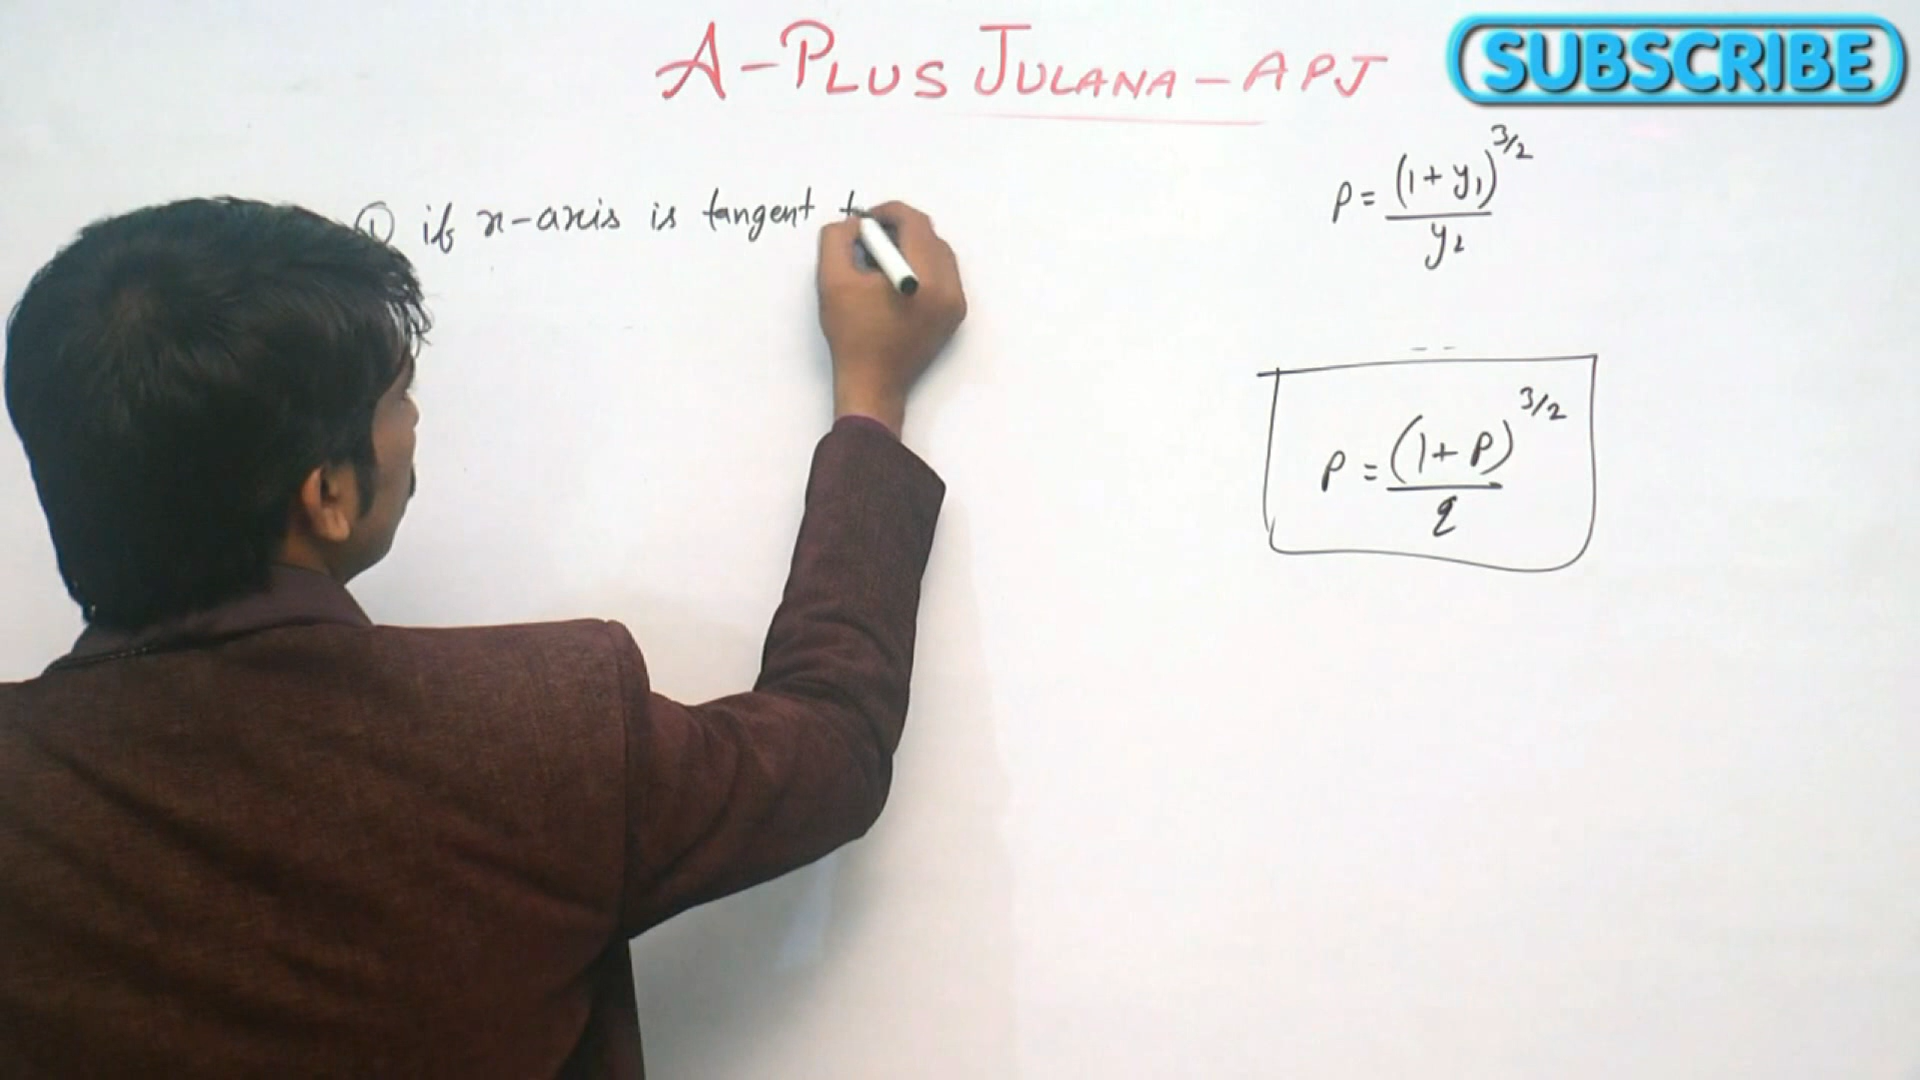 A-PLUS JULANA-APJ
SUBSCRIBE
① if x-axis is tangent t
ρ = (1 + y₁)^3/2 / y₂
ρ = (1 + p)^3/2 / q